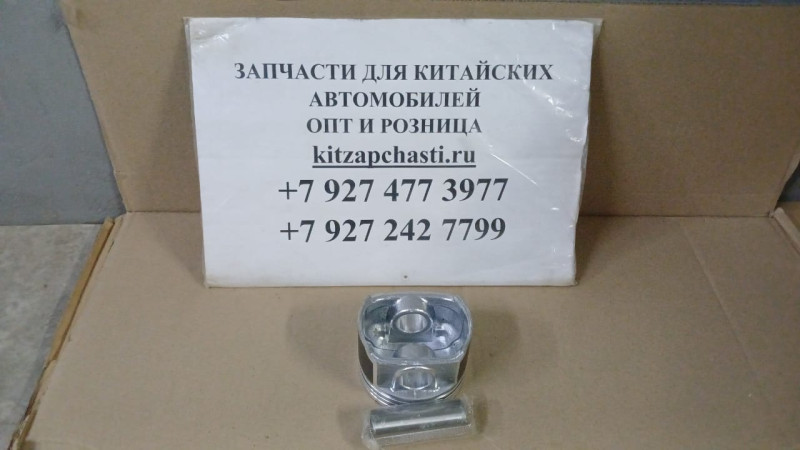 ЗАПЧАСТИ ДЛЯ КИТАЙСКИХ
АВТОМОБИЛЕЙ
ОПТ И РОЗНИЦА
kitzapchasti.ru
+7 927 477 3977
+7 927 242 7799